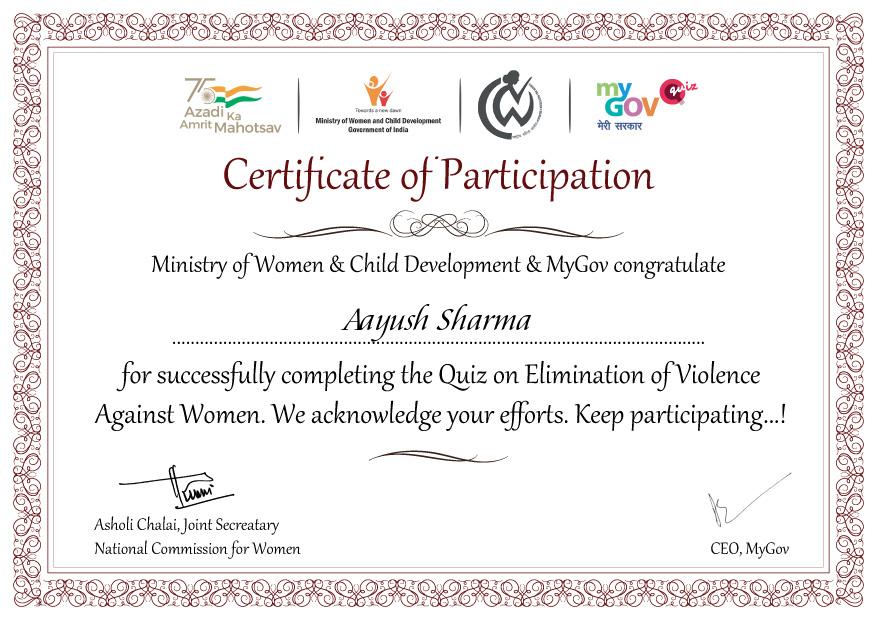 75
Azadi Ka
Amrit Mahotsav
Towards a new dawn
Ministry of Women and Child Development
Government of India
my
GOV
quiz
मेरी सरकार
Certificate of Participation
Ministry of Women & Child Development & MyGov congratulate
Aayush Sharma
for successfully completing the Quiz on Elimination of Violence
Against Women. We acknowledge your efforts. Keep participating...!
Asholi Chalai, Joint Secreatary
National Commission for Women
CEO, MyGov